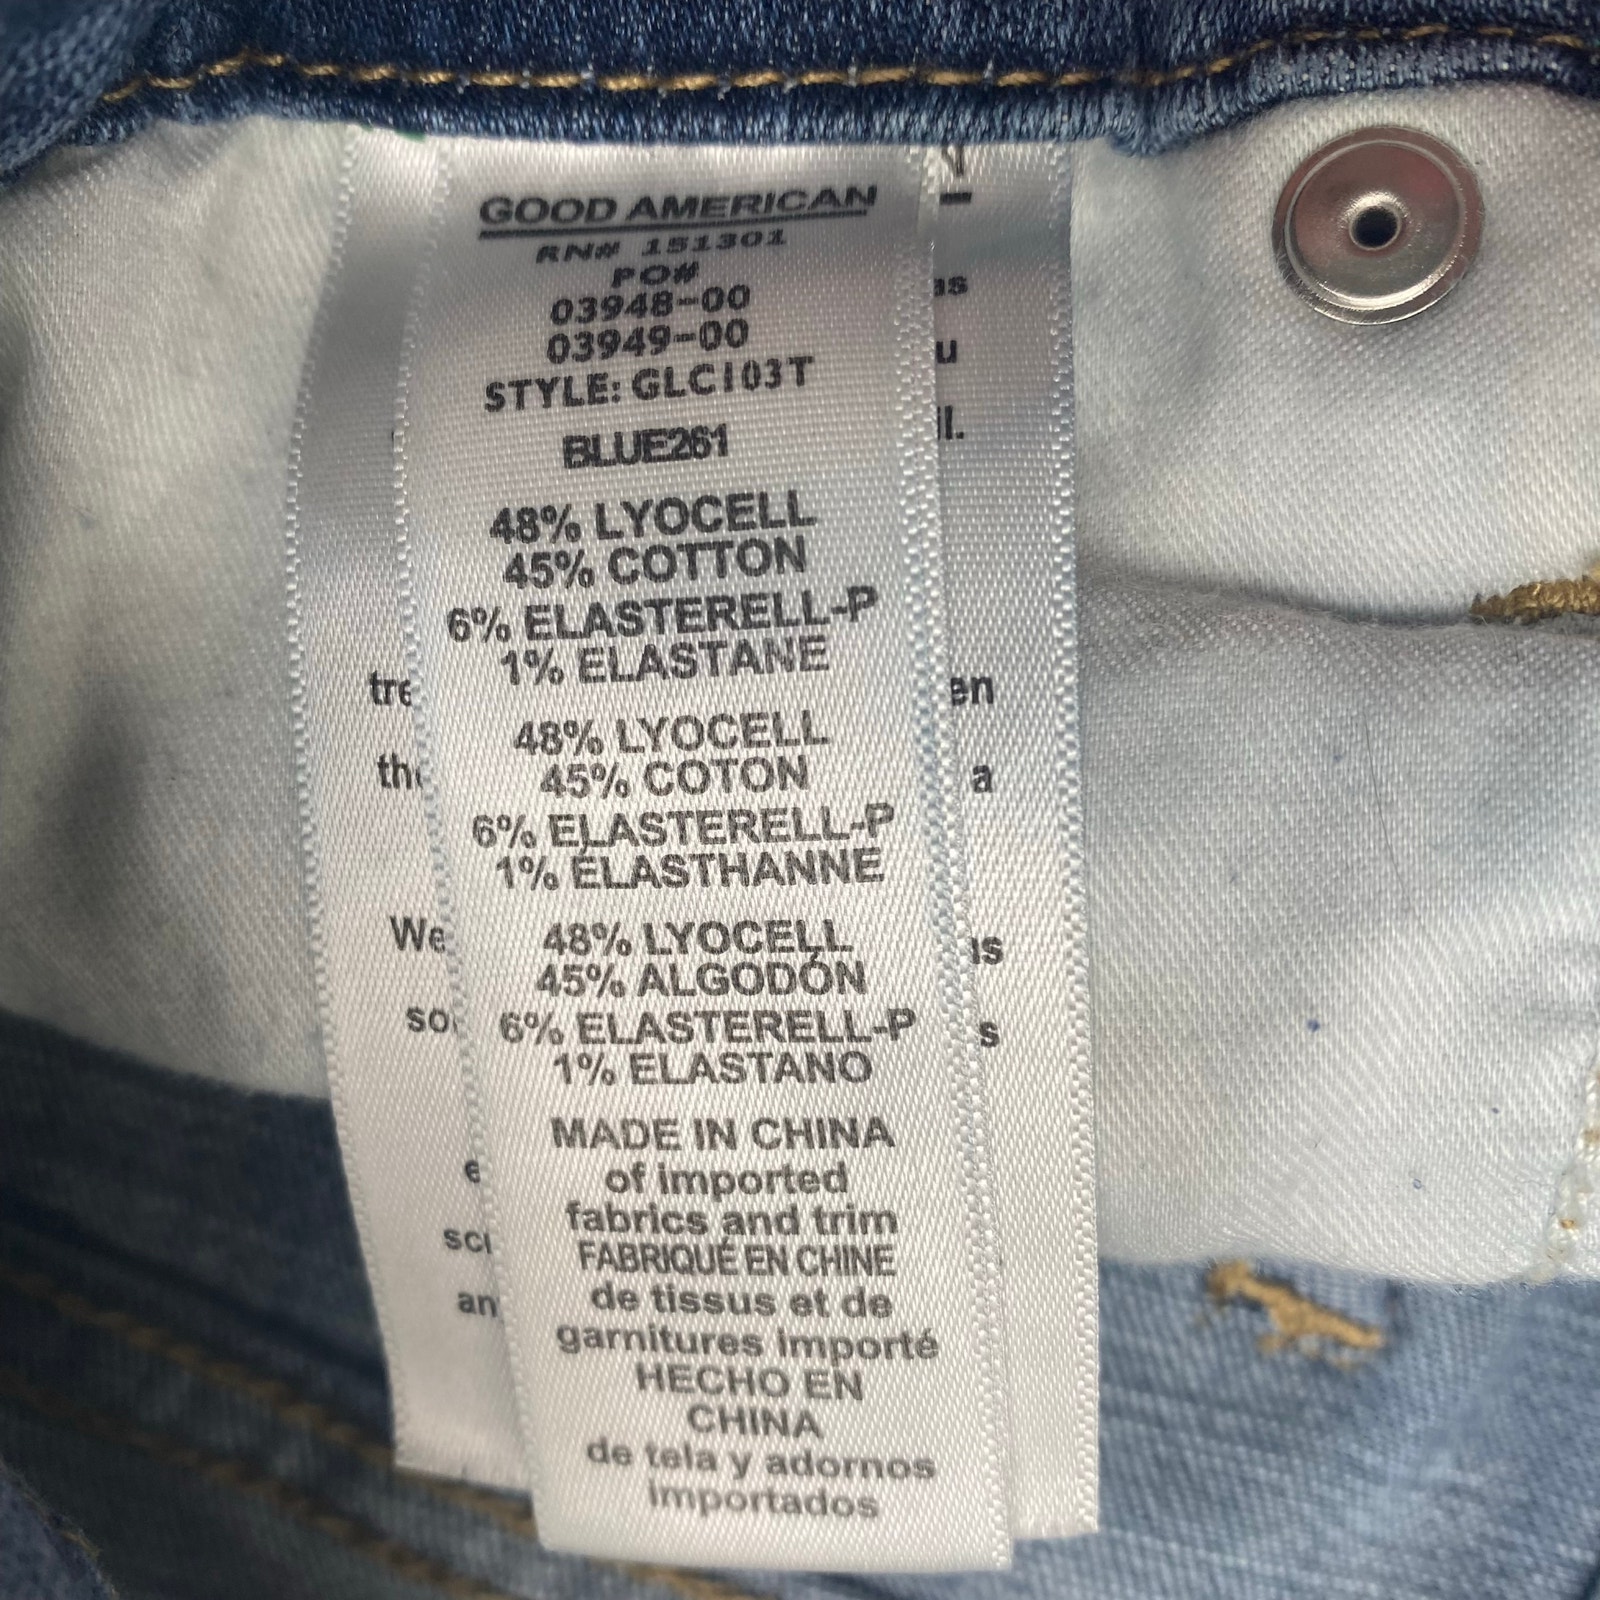 GOOD AMERICAN
RN# 151301
PO#
03948-00
03949-00
STYLE: GLC103T
BLUE261
48% LYOCELL
45% COTTON
6% ELASTERELL-P
1% ELASTANE
48% LYOCELL
45% COTON
6% ELASTERELL-P
1% ÉLASTHANNE
48% LYOCELL
45% ALGODÓN
6% ELASTERELL-P
1% ELASTANO
MADE IN CHINA
of imported
fabrics and trim
FABRIQUÉ EN CHINE
de tissus et de
garnitures importé
HECHO EN
CHINA
de tela y adornos
importados